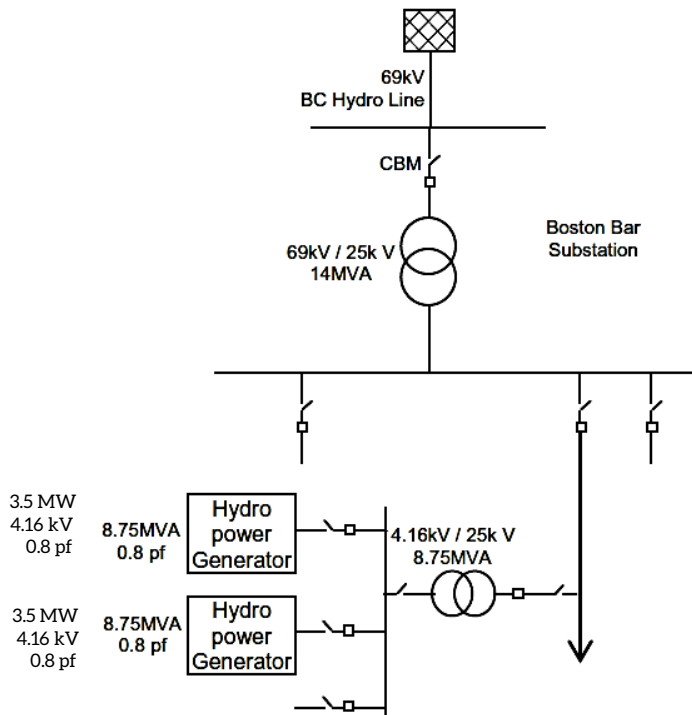 69kV
BC Hydro Line
CBM
69kV / 25k V
14MVA
Boston Bar
Substation
3.5 MW
4.16 kV
0.8 pf
8.75MVA
0.8 pf
Hydro
power
Generator
4.16kV / 25k V
8.75MVA
3.5 MW
4.16 kV
0.8 pf
8.75MVA
0.8 pf
Hydro
power
Generator